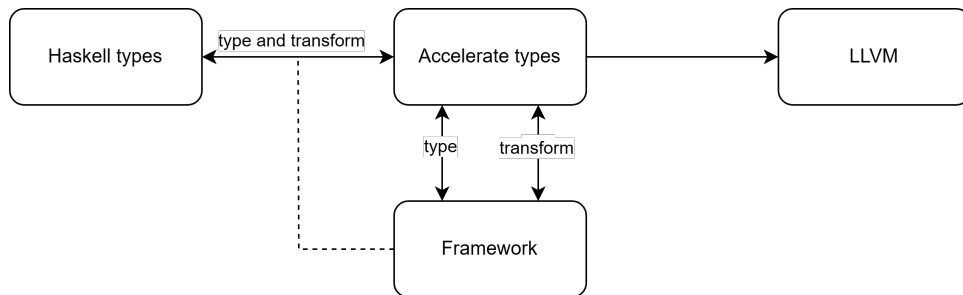 type and transform
Haskell types
Accelerate types
LLVM
type
transform
Framework